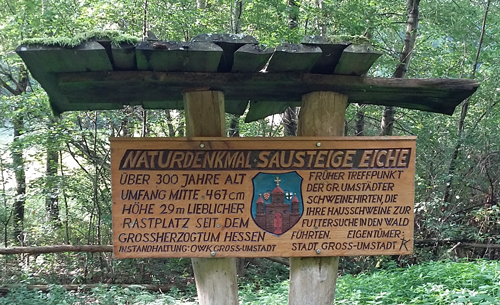 NATURDENKMAL · SAUSTEIGE EICHE
ÜBER 300 JAHRE ALT
UMFANG MITTE 467 cm
HÖHE 29 m LIEBLICHER
RASTPLATZ SEIT DEM
GROSSHERZOGTUM HESSEN
INSTANDHALTUNG: OWK GROSS-UMSTADT
FRÜHER TREFFPUNKT
DER GR. UMSTÄDTER
SCHWEINEHIRTEN, DIE
IHRE HAUSSCHWEINE ZUR
FUTTERSUCHE IN DEN WALD
FÜHRTEN. EIGENTÜMER:
STADT GROSS-UMSTADT